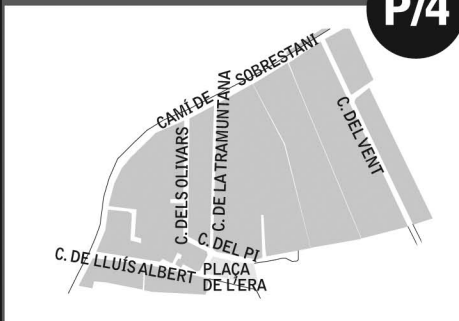 P/4
CAMÍ DE SOBRESTANI
C. DELS OLIVARS
C. DE LA TRAMUNTANA
C. DEL VENT
C. DEL PI
C. DE LLUÍS ALBERT
PLAÇA
DE L'ERA